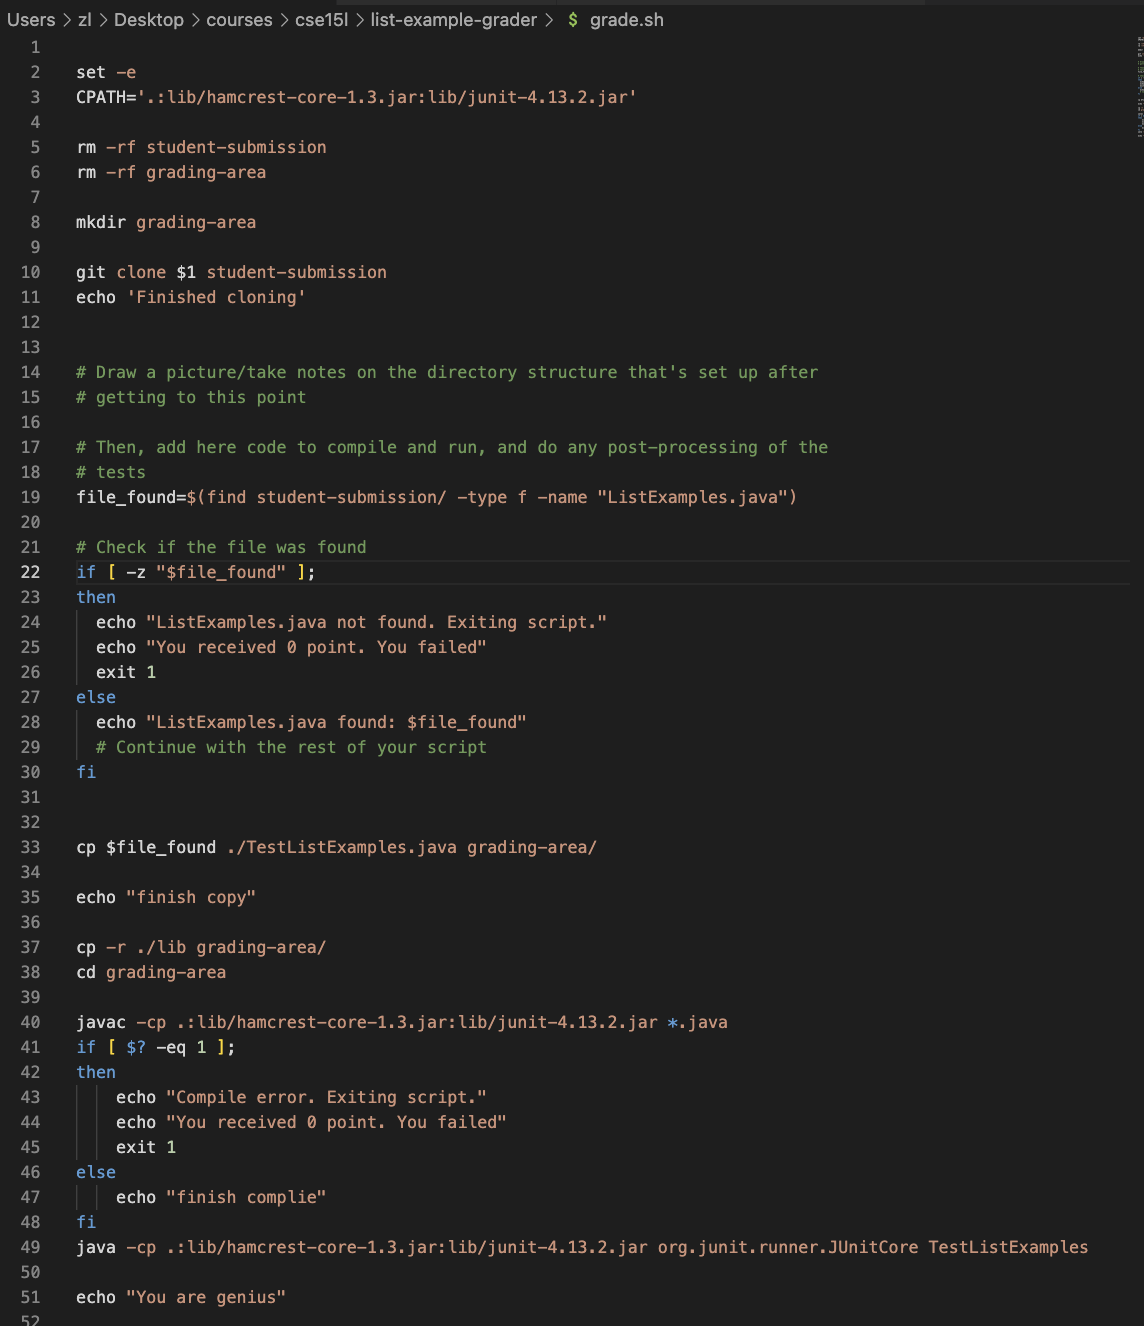 Users > zl > Desktop > courses > cse15l > list-example-grader > $ grade.sh
1
2 set -e
3 CPATH='.:lib/hamcrest-core-1.3.jar:lib/junit-4.13.2.jar'
4
5 rm -rf student-submission
6 rm -rf grading-area
7
8 mkdir grading-area
9
10 git clone $1 student-submission
11 echo 'Finished cloning'
12
13
14 # Draw a picture/take notes on the directory structure that's set up after
15 # getting to this point
16
17 # Then, add here code to compile and run, and do any post-processing of the
18 # tests
19 file_found=$(find student-submission/ -type f -name "ListExamples.java")
20
21 # Check if the file was found
22 if [ -z "$file_found" ];
23 then
24 echo "ListExamples.java not found. Exiting script."
25 echo "You received 0 point. You failed"
26 exit 1
27 else
28 echo "ListExamples.java found: $file_found"
29 # Continue with the rest of your script
30 fi
31
32
33 cp $file_found ./TestListExamples.java grading-area/
34
35 echo "finish copy"
36
37 cp -r ./lib grading-area/
38 cd grading-area
39
40 javac -cp .:lib/hamcrest-core-1.3.jar:lib/junit-4.13.2.jar *.java
41 if [ $? -eq 1 ];
42 then
43 echo "Compile error. Exiting script."
44 echo "You received 0 point. You failed"
45 exit 1
46 else
47 echo "finish complie"
48 fi
49 java -cp .:lib/hamcrest-core-1.3.jar:lib/junit-4.13.2.jar org.junit.runner.JUnitCore TestListExamples
50
51 echo "You are genius"
52